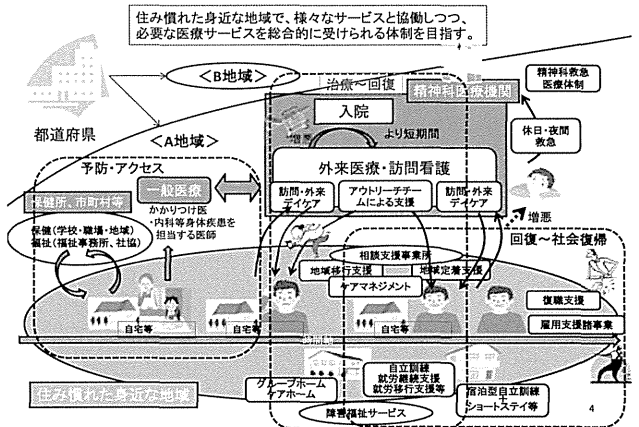 住み慣れた身近な地域で、様々なサービスと協働しつつ、
必要な医療サービスを総合的に受けられる体制を目指す。
都道府県
＜B地域＞
＜A地域＞
治療～回復
精神科医療機関
精神科救急
医療体制
入院
より短期間
休日・夜間
救急
外来医療・訪問看護
訪問・外来
デイケア
アウトリーチチー
ムによる支援
訪問・外来
デイケア
予防・アクセス
保健所、市町村等
一般医療
保健（学校・職場・地域）
福祉（福祉事務所、社協）
かかりつけ医
・内科等身体疾患を
担当する医師
増悪
回復～社会復帰
相談支援事業所
地域移行支援
地域定着支援
ケアマネジメント
復職支援
雇用支援諸事業
自宅等
自宅等
自宅等
住み慣れた身近な地域
グループホーム
ケアホーム
自立訓練
就労継続支援
就労移行支援等
宿泊型自立訓練
＋
ショートステイ等
障害福祉サービス
4